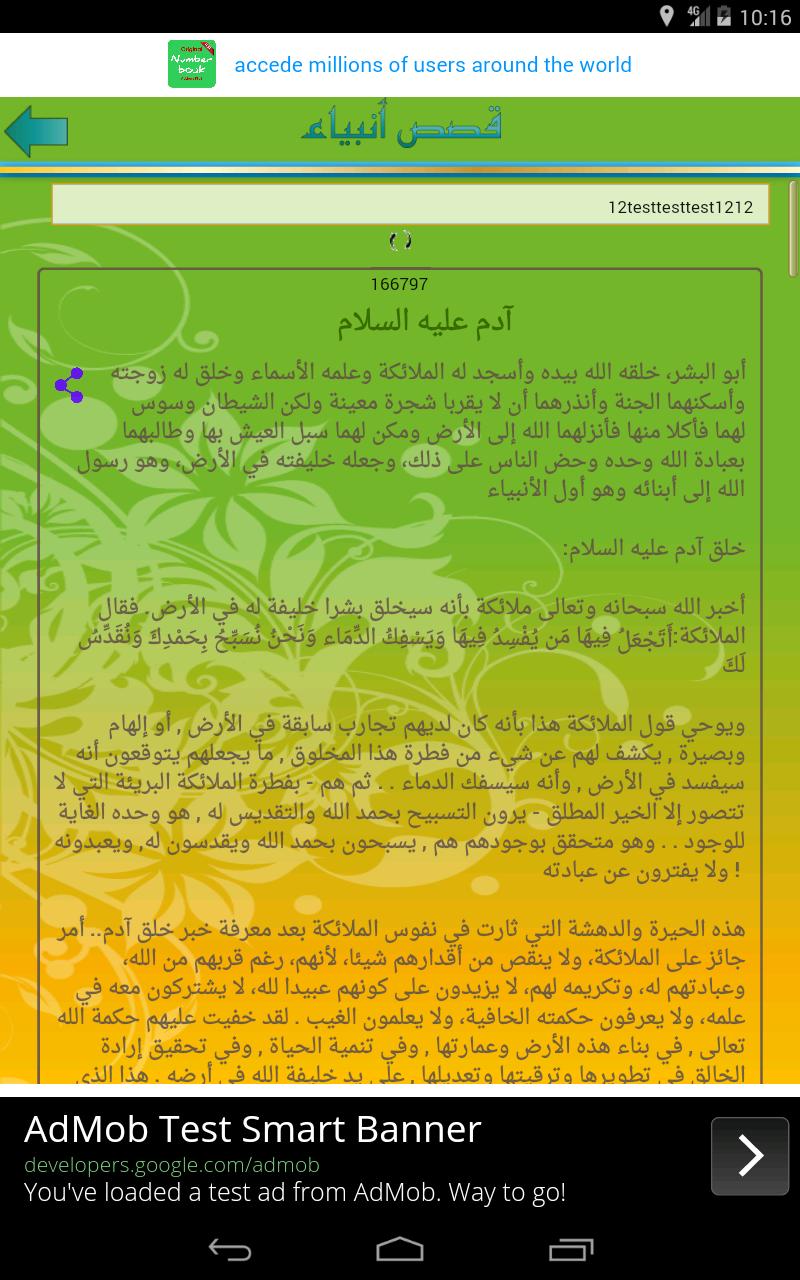 4G 10:16
Original
Number
book
accede millions of users around the world
قصص أنبياء
12testtesttest1212
166797
آدم عليه السلام
أبو البشر، خلقه الله بيده وأسجد له الملائكة وعلمه الأسماء وخلق له زوجته
وأسكنهما الجنة وأنذرهما أن لا يقربا شجرة معينة ولكن الشيطان وسوس
لهما فأكلا منها فأنزلهما الله إلى الأرض ومكن لهما سبل العيش بها وطالبهما
بعبادة الله وحده وحض الناس على ذلك، وجعله خليفته في الأرض، وهو رسول
الله إلى أبنائه وهو أول الأنبياء
خلق آدم عليه السلام:
أخبر الله سبحانه وتعالى ملائكة بأنه سيخلق بشرا خليفة له في الأرض. فقال
الملائكة:أَتَجْعَلُ فِيهَا مَن يُفْسِدُ فِيهَا وَيَسْفِكُ الدِّمَاء وَنَحْنُ نُسَبِّحُ بِحَمْدِكَ وَنُقَدِّسُ
لَكَ
ويوحي قول الملائكة هذا بأنه كان لديهم تجارب سابقة في الأرض , أو إلهام
وبصيرة , يكشف لهم عن شيء من فطرة هذا المخلوق , ما يجعلهم يتوقعون أنه
سيفسد في الأرض , وأنه سيسفك الدماء . . ثم هم - بفطرة الملائكة البريئة التي لا
تتصور إلا الخير المطلق - يرون التسبيح بحمد الله والتقديس له , هو وحده الغاية
للوجود . . وهو متحقق بوجودهم هم , يسبحون بحمد الله ويقدسون له, ويعبدونه
ولا يفترون عن عبادته !
هذه الحيرة والدهشة التي ثارت في نفوس الملائكة بعد معرفة خبر خلق آدم.. أمر
جائز على الملائكة، ولا ينقص من أقدارهم شيئا، لأنهم، رغم قربهم من الله،
وعبادتهم له، وتكريمه لهم، لا يزيدون على كونهم عبيدا لله، لا يشتركون معه في
علمه، ولا يعرفون حكمته الخافية، ولا يعلمون الغيب . لقد خفيت عليهم حكمة الله
تعالى , في بناء هذه الأرض وعمارتها , وفي تنمية الحياة , وفي تحقيق إرادة
الخالق في تطويرها وترقيتها وتعديلها , على يد خليفة الله في أرضه . هذا الذي
AdMob Test Smart Banner
developers.google.com/admob
You've loaded a test ad from AdMob. Way to go!